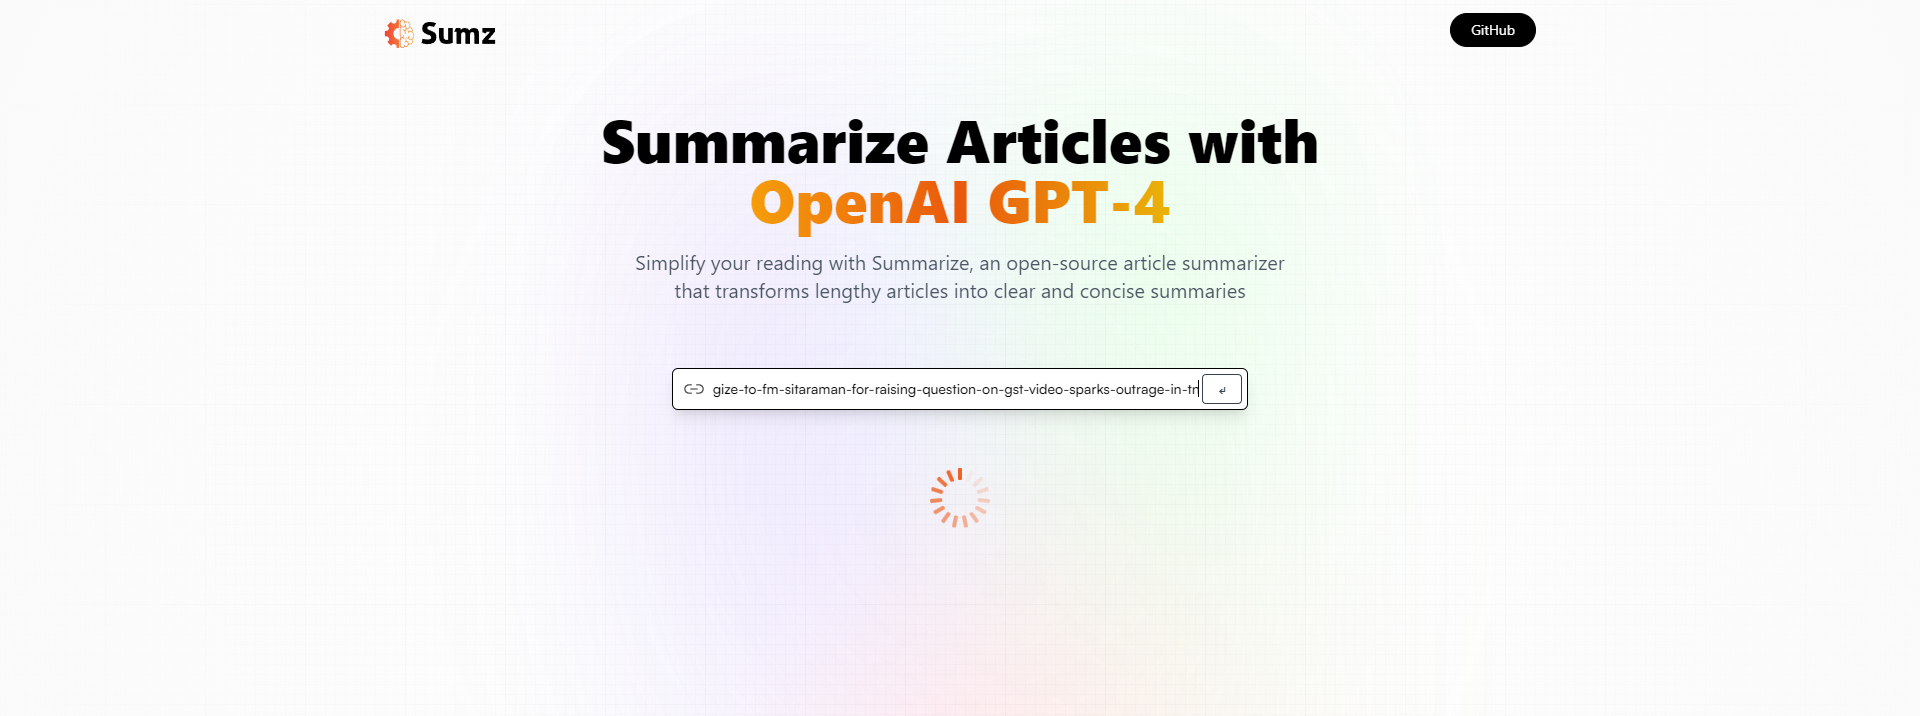 Sumz
GitHub
Summarize Articles with
OpenAI GPT-4
Simplify your reading with Summarize, an open-source article summarizer
that transforms lengthy articles into clear and concise summaries
gize-to-fm-sitaraman-for-raising-question-on-gst-video-sparks-outrage-in-tn